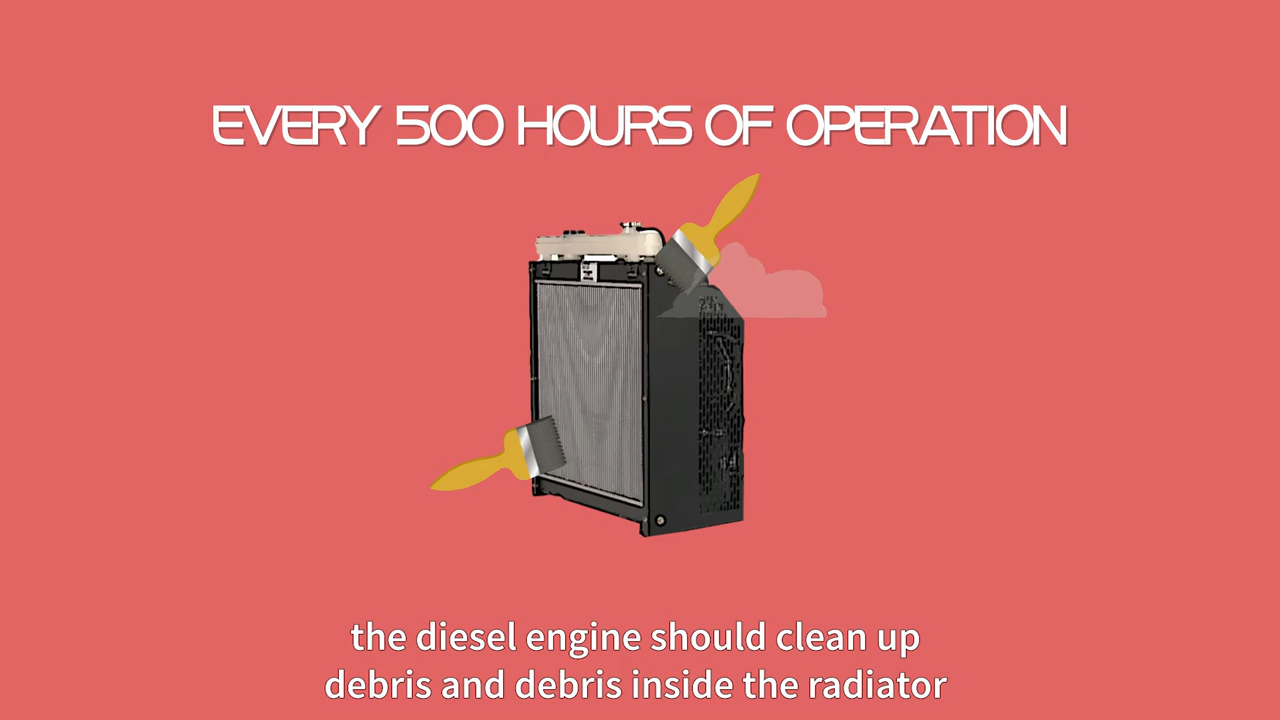 EVERY 500 HOURS OF OPERATION
the diesel engine should clean up
debris and debris inside the radiator